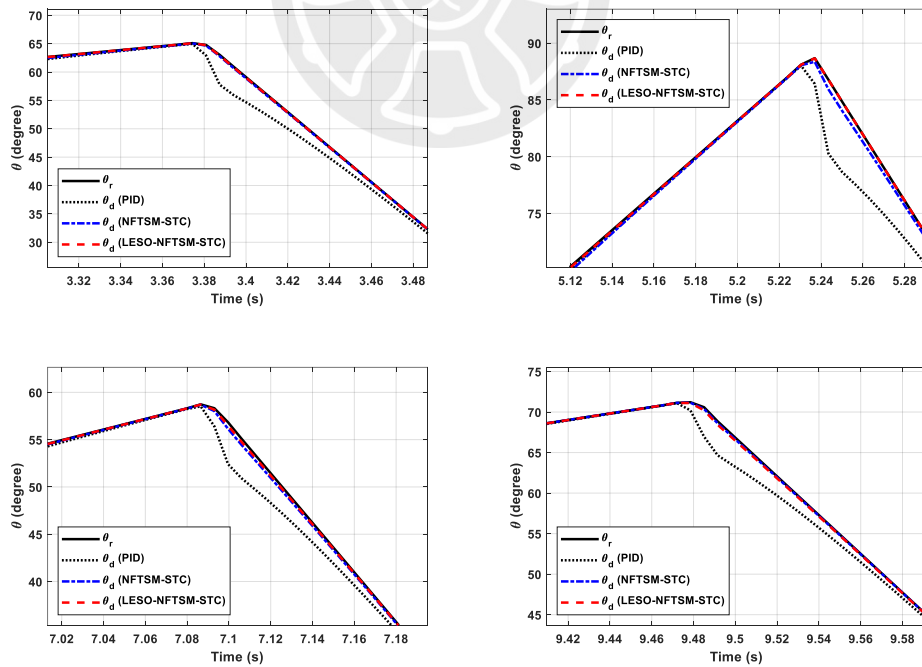 65
60
55
50
45
40
35
30
θ (degree)
θr
θd (PID)
θd (NFTSM-STC)
θd (LESO-NFTSM-STC)
3.32 3.34 3.36 3.38 3.4 3.42 3.44 3.46 3.48
Time (s)
90
85
80
75
θ (degree)
θr
θd (PID)
θd (NFTSM-STC)
θd (LESO-NFTSM-STC)
5.12 5.14 5.16 5.18 5.2 5.22 5.24 5.26 5.28
Time (s)
60
55
50
45
40
θ (degree)
θr
θd (PID)
θd (NFTSM-STC)
θd (LESO-NFTSM-STC)
7.02 7.04 7.06 7.08 7.1 7.12 7.14 7.16 7.18
Time (s)
75
70
65
60
55
50
45
θ (degree)
θr
θd (PID)
θd (NFTSM-STC)
θd (LESO-NFTSM-STC)
9.42 9.44 9.46 9.48 9.5 9.52 9.54 9.56 9.58
Time (s)